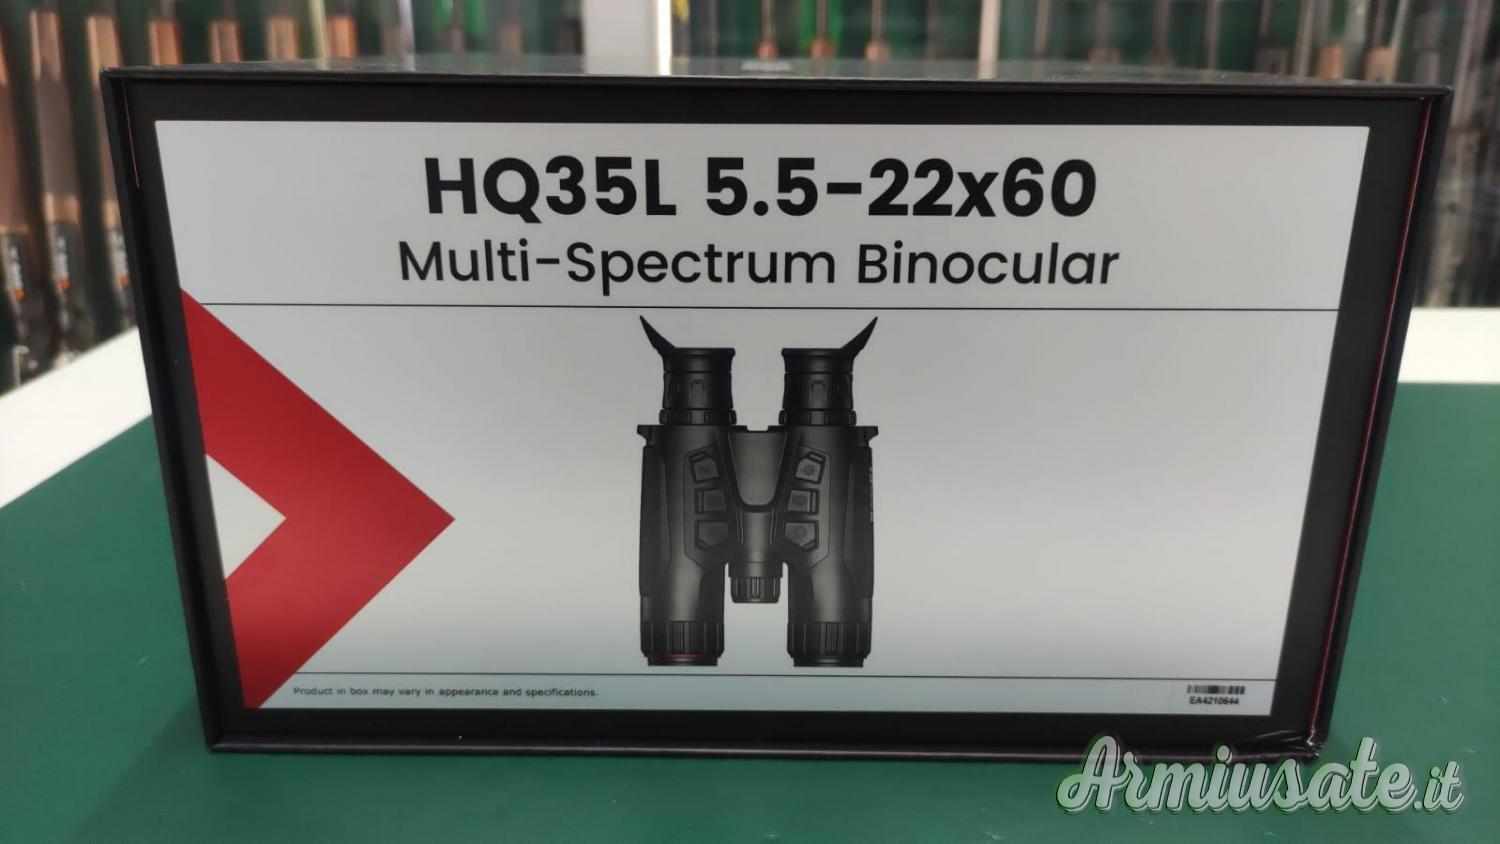 HQ35L 5.5-22x60
Multi-Spectrum Binocular
Product in box may vary in appearance and specifications.
EA4210644
Armiusate.it